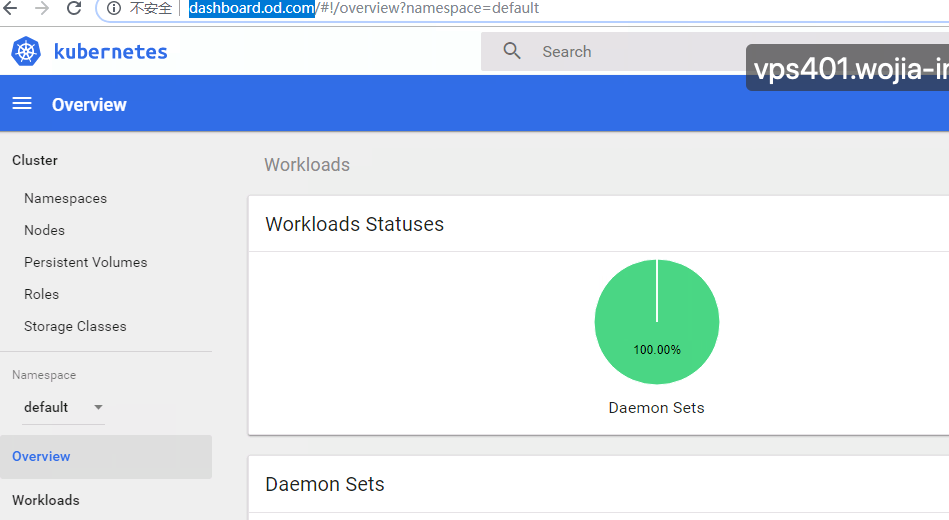 不安全 dashboard.od.com/#!/overview?namespace=default
kubernetes
Search
vps401.wojia-
Overview
Cluster
Namespaces
Nodes
Persistent Volumes
Roles
Storage Classes
Namespace
default
Overview
Workloads
Workloads
Workloads Statuses
100.00%
Daemon Sets
Daemon Sets